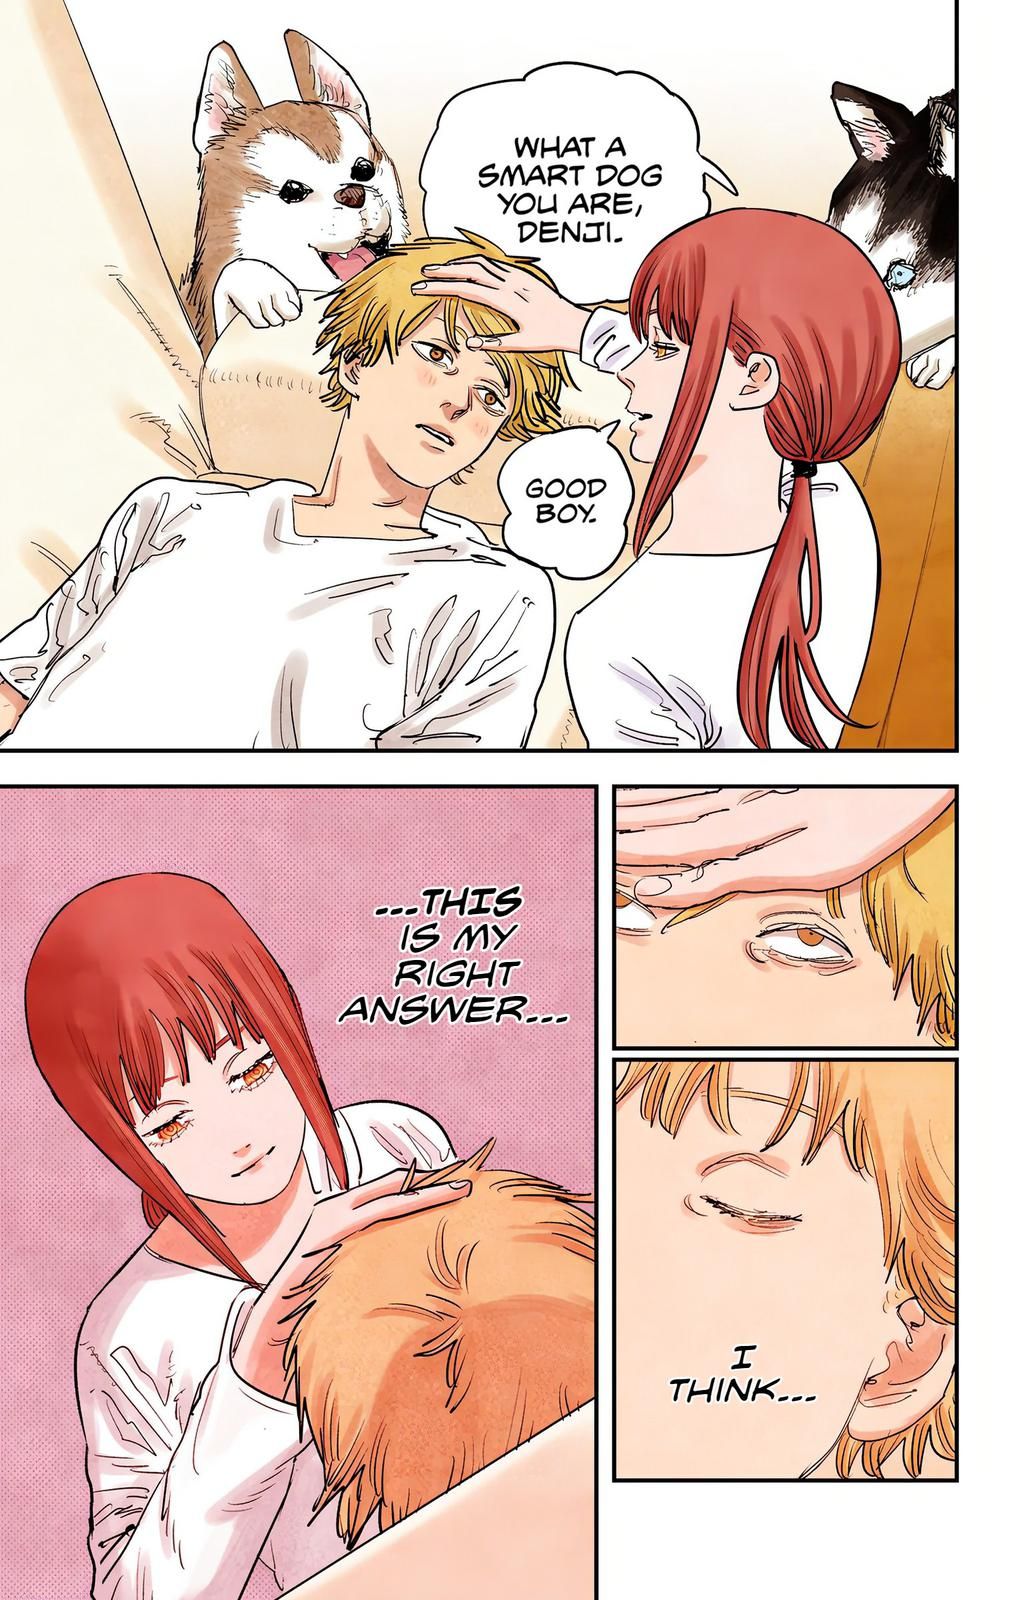 WHAT A
SMART DOG
YOU ARE,
DENJI.
GOOD
BOY.
I
THINK...
...THIS
IS MY
RIGHT
ANSWER...